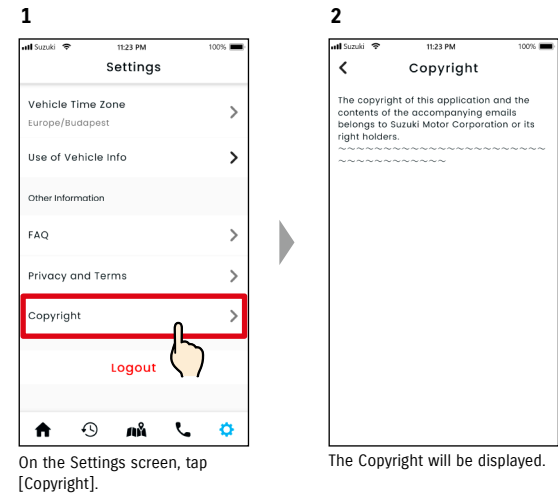 1
Suzuki 11:23 PM 100%
Settings
Vehicle Time Zone
Europe/Budapest
Use of Vehicle Info
Other Information
FAQ
Privacy and Terms
Copyright
Logout
On the Settings screen, tap
[Copyright].
2
Suzuki 11:23 PM 100%
Copyright
The copyright of this application and the
contents of the accompanying emails
belongs to Suzuki Motor Corporation or its
right holders.
~~~~~~~~~~~~~~~~~~~~~~~
~~~~~~~~~~~~
The Copyright will be displayed.